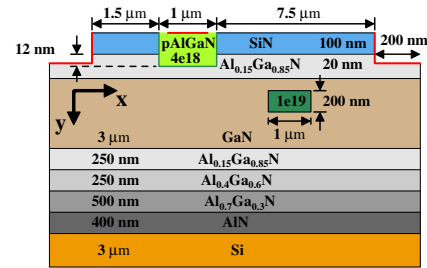 1.5 μm 1 μm 7.5 μm
12 nm pAlGaN SiN 100 nm 200 nm
4e18 Al0.15Ga0.85N 20 nm
x
1e19 200 nm
y
1 μm
3 μm GaN
250 nm Al0.15Ga0.85N
250 nm Al0.4Ga0.6N
500 nm Al0.7Ga0.3N
400 nm AlN
3 μm Si